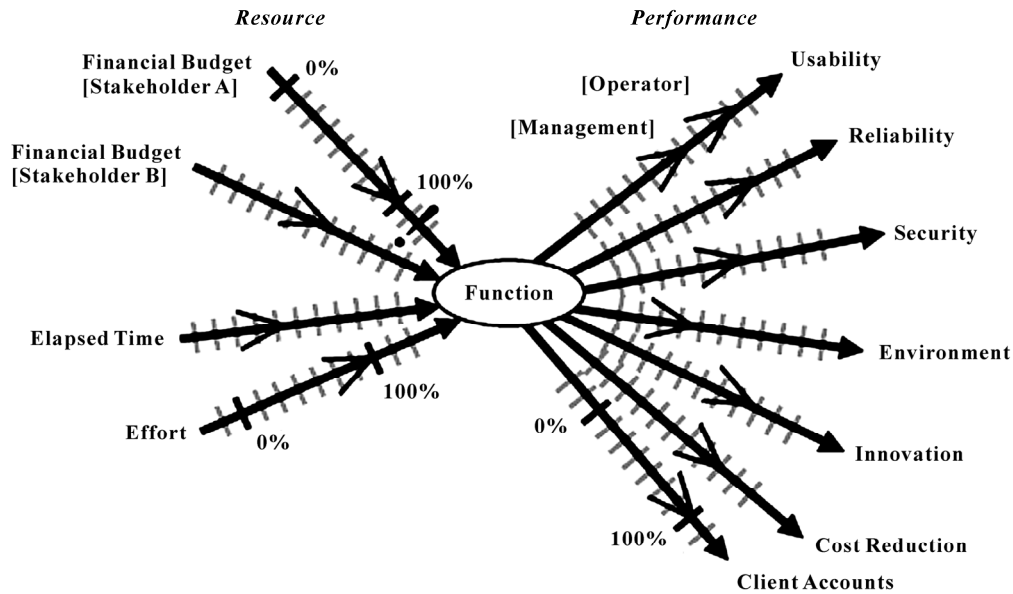 Resource
Performance
Financial Budget
[Stakeholder A]
0%
Usability
[Operator]
[Management]
Reliability
Financial Budget
[Stakeholder B]
100%
Security
Function
Elapsed Time
Environment
100%
Effort
0%
0%
Innovation
100%
Cost Reduction
Client Accounts